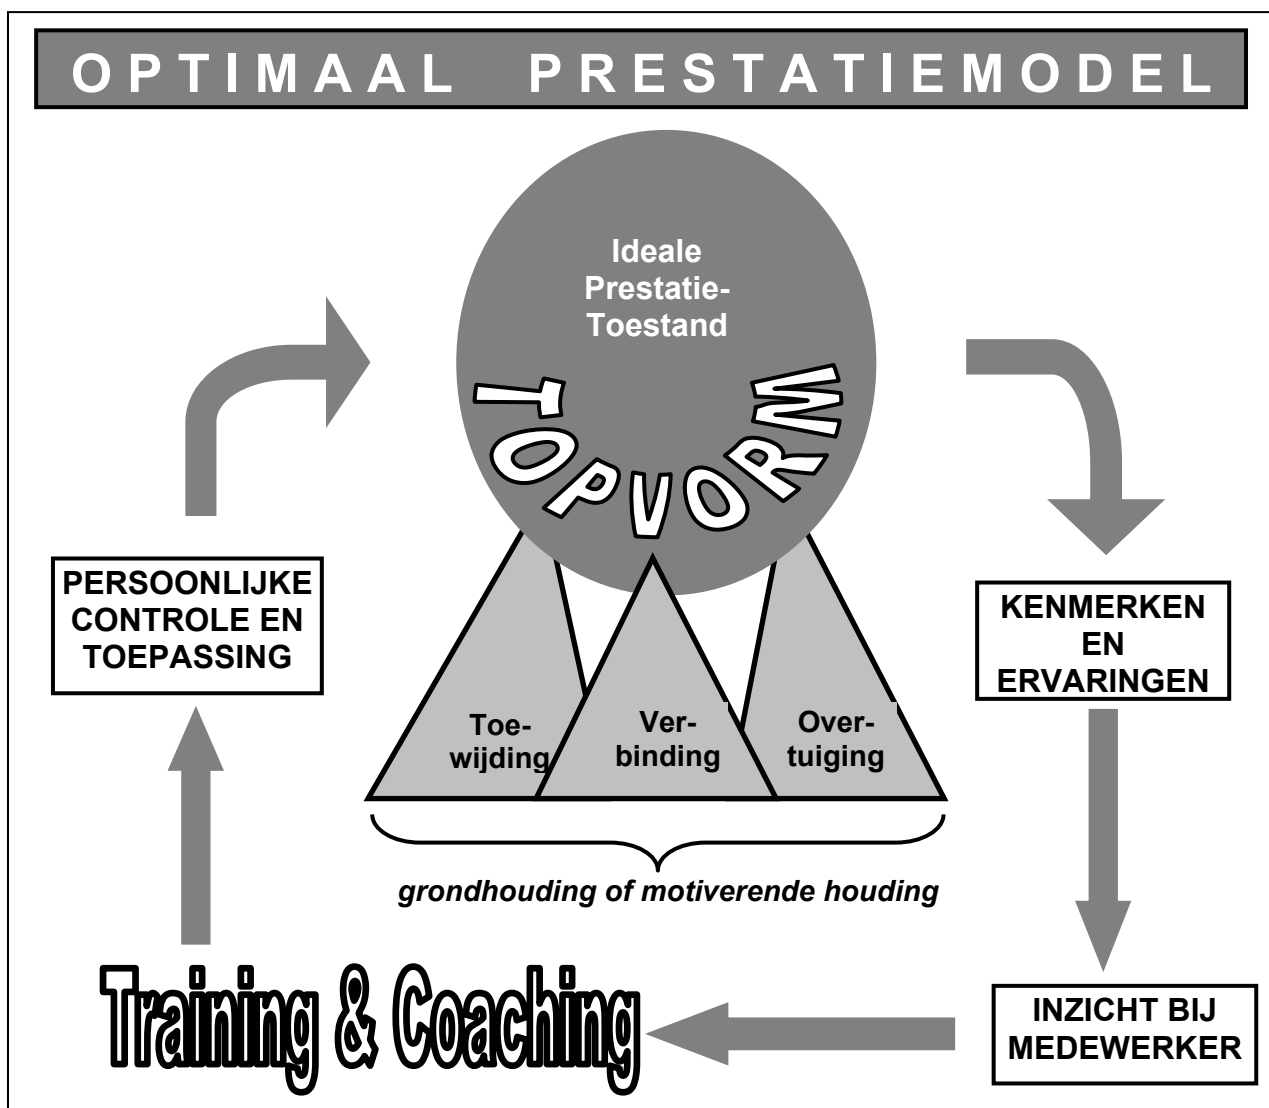 OPTIMAAL PRESTATIEMODEL
Ideale
Prestatie-
Toestand
TOPVORM
PERSOONLIJKE
CONTROLE EN
TOEPASSING
KENMERKEN
EN
ERVARINGEN
Toe-
wijding
Ver-
binding
Over-
tuiging
grondhouding of motiverende houding
Training & Coaching
INZICHT BIJ
MEDEWERKER